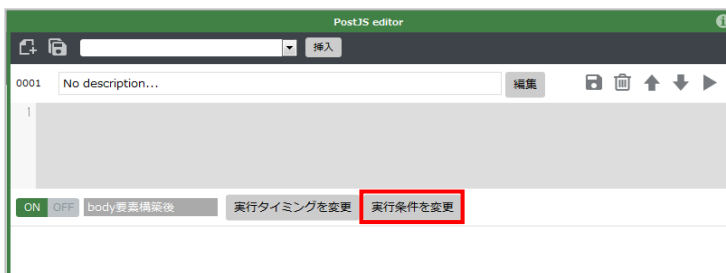 PostJS editor
挿入
0001 No description... 編集
1
ON OFF body要素構築後 実行タイミングを変更 実行条件を変更